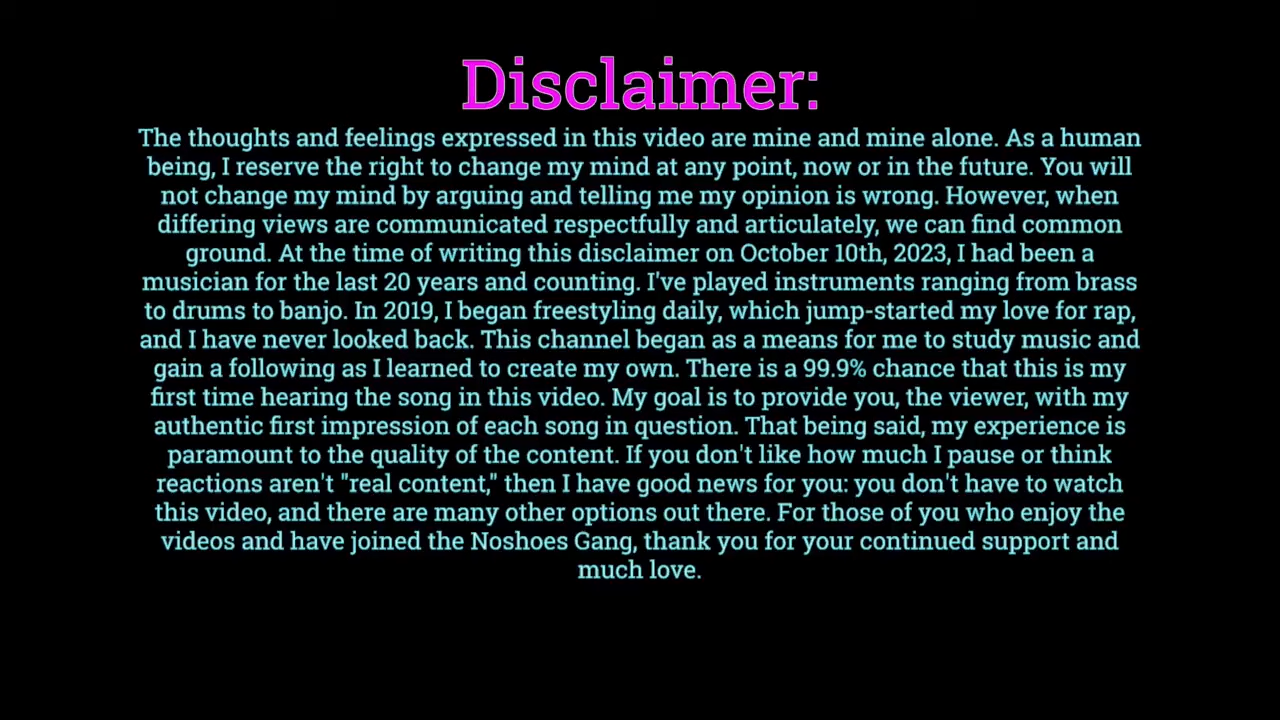 Disclaimer:
The thoughts and feelings expressed in this video are mine and mine alone. As a human
being, I reserve the right to change my mind at any point, now or in the future. You will
not change my mind by arguing and telling me my opinion is wrong. However, when
differing views are communicated respectfully and articulately, we can find common
ground. At the time of writing this disclaimer on October 10th, 2023, I had been a
musician for the last 20 years and counting. I've played instruments ranging from brass
to drums to banjo. In 2019, I began freestyling daily, which jump-started my love for rap,
and I have never looked back. This channel began as a means for me to study music and
gain a following as I learned to create my own. There is a 99.9% chance that this is my
first time hearing the song in this video. My goal is to provide you, the viewer, with my
authentic first impression of each song in question. That being said, my experience is
paramount to the quality of the content. If you don't like how much I pause or think
reactions aren't "real content," then I have good news for you: you don't have to watch
this video, and there are many other options out there. For those of you who enjoy the
videos and have joined the Noshoes Gang, thank you for your continued support and
much love.